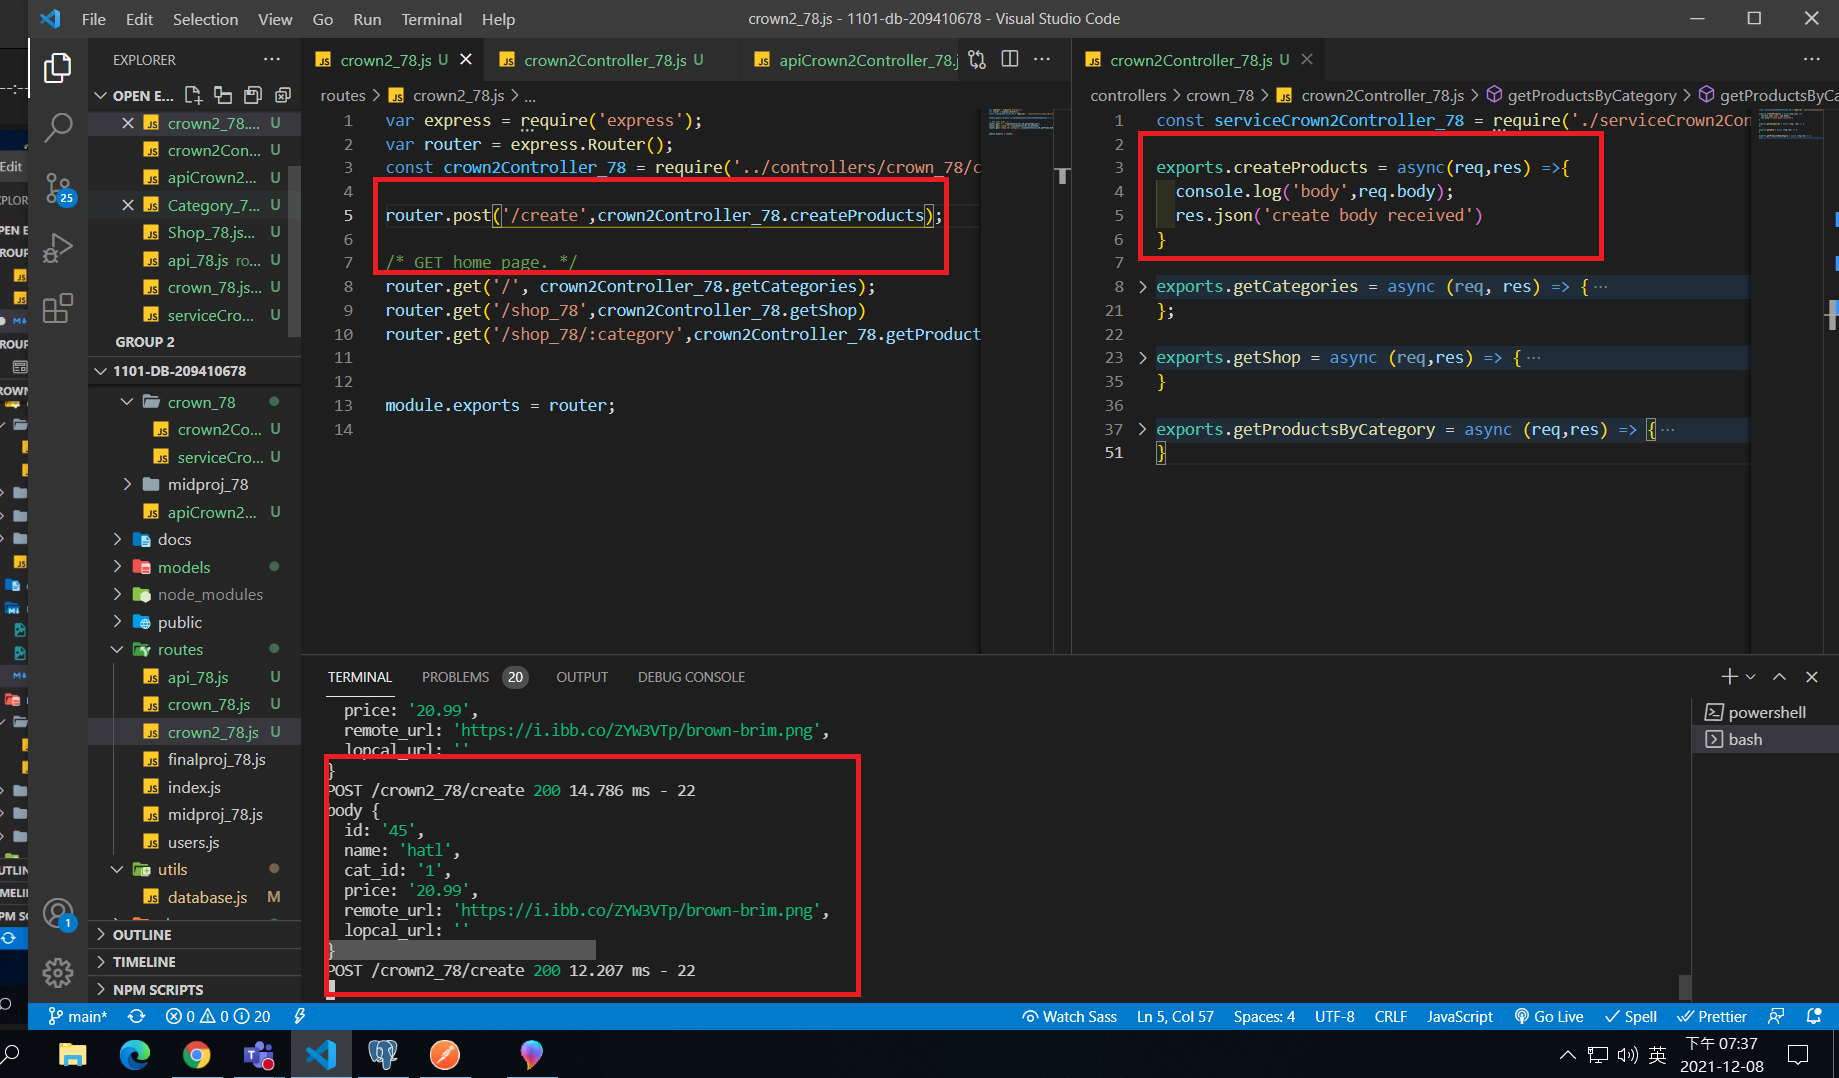 File Edit Selection View Go Run Terminal Help
crown2_78.js - 1101-db-209410678 - Visual Studio Code
EXPLORER
OPEN E...
crown2_78.... U
crown2Con... U
apiCrown2... U
Category_7... U
Shop_78.js... U
api_78.js ro... U
crown_78.js... U
serviceCro... U
GROUP 2
1101-DB-209410678
crown_78
crown2Co... U
serviceCro... U
midproj_78
apiCrown2... U
docs
models
node_modules
public
routes
api_78.js U
crown_78.js U
crown2_78.js U
finalproj_78.js
index.js
midproj_78.js
users.js
utils
database.js M
OUTLINE
TIMELINE
NPM SCRIPTS
25
1
crown2_78.js U
crown2Controller_78.js U
apiCrown2Controller_78.j
routes > crown2_78.js > ...
1 var express = require('express');
2 var router = express.Router();
3 const crown2Controller_78 = require('../controllers/crown_78/c
4
5 router.post('/create',crown2Controller_78.createProducts);
6
7 /* GET home page. */
8 router.get('/', crown2Controller_78.getCategories);
9 router.get('/shop_78',crown2Controller_78.getShop)
10 router.get('/shop_78/:category',crown2Controller_78.getProduct
11
12
13 module.exports = router;
14
crown2Controller_78.js U
controllers > crown_78 > crown2Controller_78.js > getProductsByCategory > getProductsByCa
1 const serviceCrown2Controller_78 = require('./serviceCrown2Con
2
3 exports.createProducts = async(req,res) =>{
4 console.log('body',req.body);
5 res.json('create body received')
6 }
7
8 exports.getCategories = async (req, res) => {...
21 };
22
23 exports.getShop = async (req,res) => {...
35 }
36
37 exports.getProductsByCategory = async (req,res) => {...
51 }
TERMINAL PROBLEMS 20 OUTPUT DEBUG CONSOLE
price: '20.99',
remote_url: 'https://i.ibb.co/ZYW3VTp/brown-brim.png',
lopcal_url: ''
}
POST /crown2_78/create 200 14.786 ms - 22
body {
id: '45',
name: 'hatl',
cat_id: '1',
price: '20.99',
remote_url: 'https://i.ibb.co/ZYW3VTp/brown-brim.png',
lopcal_url: ''
}
POST /crown2_78/create 200 12.207 ms - 22
powershell
bash
main* 0 0 20
Watch Sass Ln 5, Col 57 Spaces: 4 UTF-8 CRLF JavaScript Go Live Spell Prettier
英
下午 07:37
2021-12-08